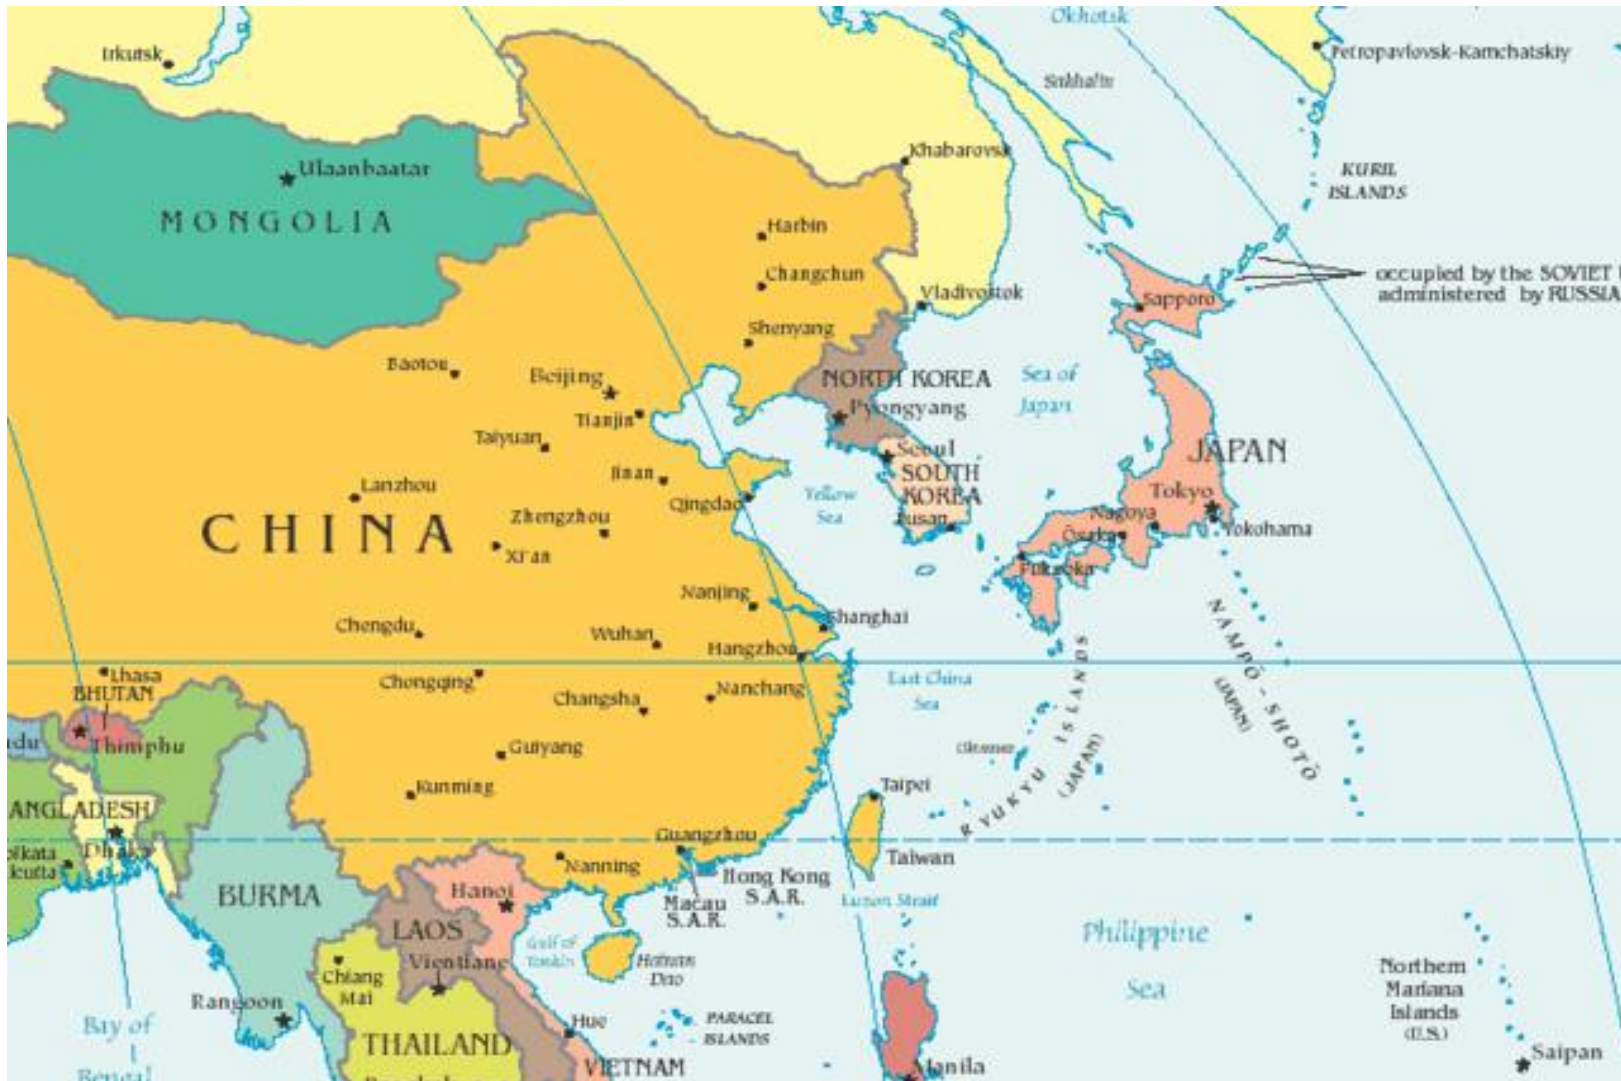 Okhotsk
Irkutsk
Petropavlovsk-Kamchatskiy
Sakhalin
Khabarovsk
Ulaanbaatar
KURIL
ISLANDS
MONGOLIA
Harbin
Changchun
occupied by the SOVIET
administered by RUSSIA
Vladivostok
Sapporo
Shenyang
Baotou
Beijing
NORTH KOREA
Sea of
Japan
Tianjin
Pyongyang
Taiyuan
Seoul
JAPAN
Jinan
SOUTH
KOREA
Lanzhou
Yellow
Sea
Tokyo
Qingdao
Zhengzhou
Pusan
Nagoya
Yokohama
CHINA
Ōsaka
Xi'an
Fukuoka
Nanjing
Shanghai
Chengdu
Wuhan
Hangzhou
NAMPŌ-SHOTŌ
(JAPAN)
Lhasa
Chongqing
East China
Sea
BHUTAN
Changsha
Nanchang
RYUKYU ISLANDS
(JAPAN)
Thimphu
Guiyang
Okinawa
Kunming
Taipei
ANGLADESH
Guangzhou
Dhaka
Nanning
Taiwan
olkata
lcutta
Hong Kong
S.A.R.
BURMA
Hanoi
Macau
S.A.R.
Luzon Strait
LAOS
Philippine
Sea
Gulf of
Tonkin
Hainan
Dao
Vientiane
Chiang
Mai
Northern
Mariana
Islands
(U.S.)
Rangoon
PARACEL
ISLANDS
Bay of
Bengal
Hue
THAILAND
VIETNAM
Manila
Saipan